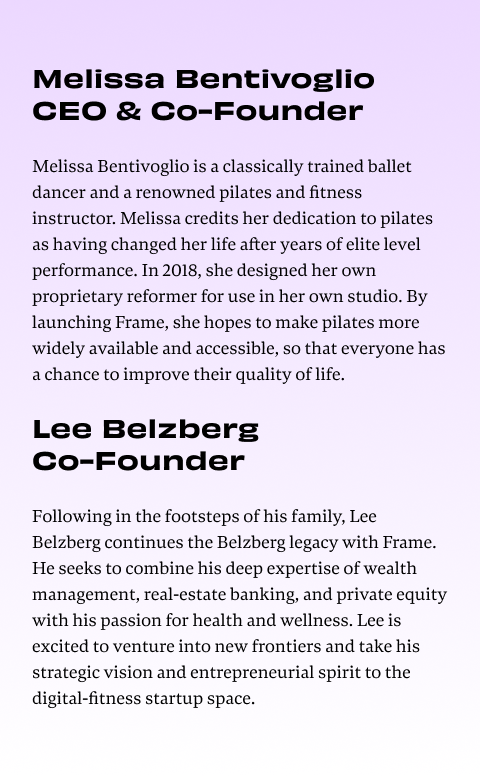 Melissa Bentivoglio
CEO & Co-Founder
Melissa Bentivoglio is a classically trained ballet
dancer and a renowned pilates and fitness
instructor. Melissa credits her dedication to pilates
as having changed her life after years of elite level
performance. In 2018, she designed her own
proprietary reformer for use in her own studio. By
launching Frame, she hopes to make pilates more
widely available and accessible, so that everyone has
a chance to improve their quality of life.
Lee Belzberg
Co-Founder
Following in the footsteps of his family, Lee
Belzberg continues the Belzberg legacy with Frame.
He seeks to combine his deep expertise of wealth
management, real-estate banking, and private equity
with his passion for health and wellness. Lee is
excited to venture into new frontiers and take his
strategic vision and entrepreneurial spirit to the
digital-fitness startup space.